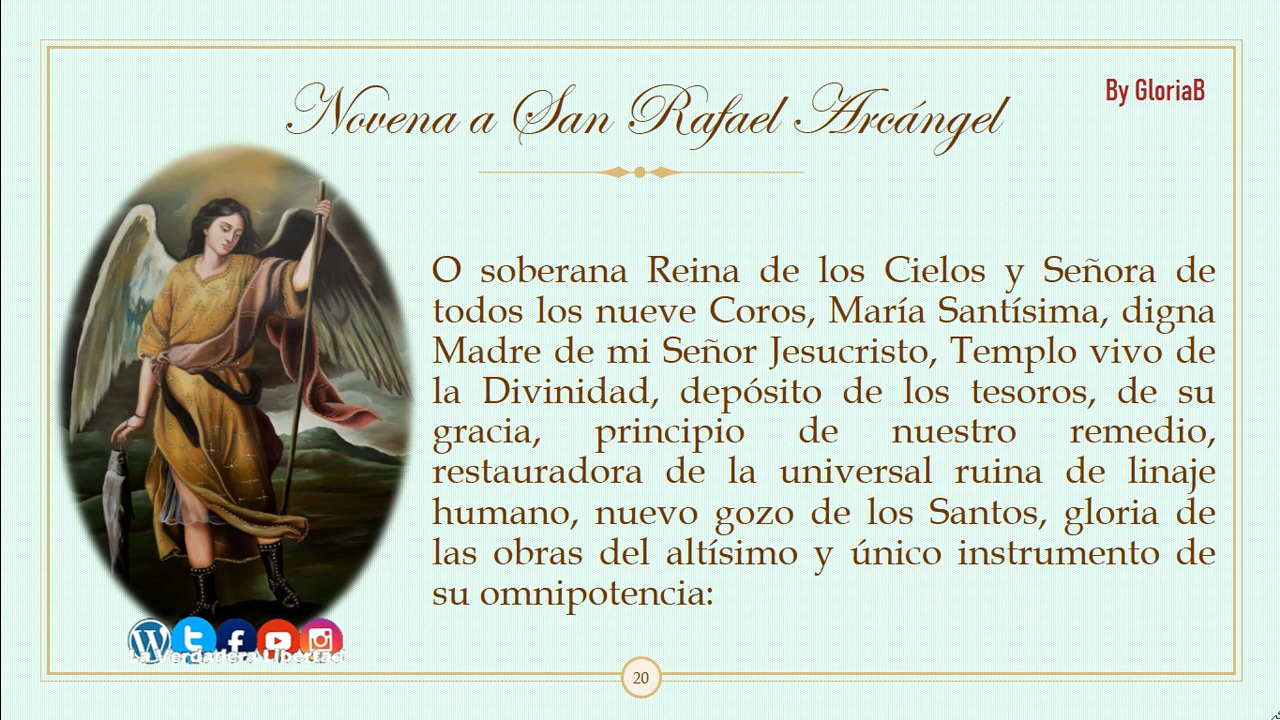 By GloriaB
Novena a San Rafael Arcángel
O soberana Reina de los Cielos y Señora de
todos los nueve Coros, María Santísima, digna
Madre de mi Señor Jesucristo, Templo vivo de
la Divinidad, depósito de los tesoros, de su
gracia, principio de nuestro remedio,
restauradora de la universal ruina de linaje
humano, nuevo gozo de los Santos, gloria de
las obras del altísimo y único instrumento de
su omnipotencia:
La Verdadera Libertad
20